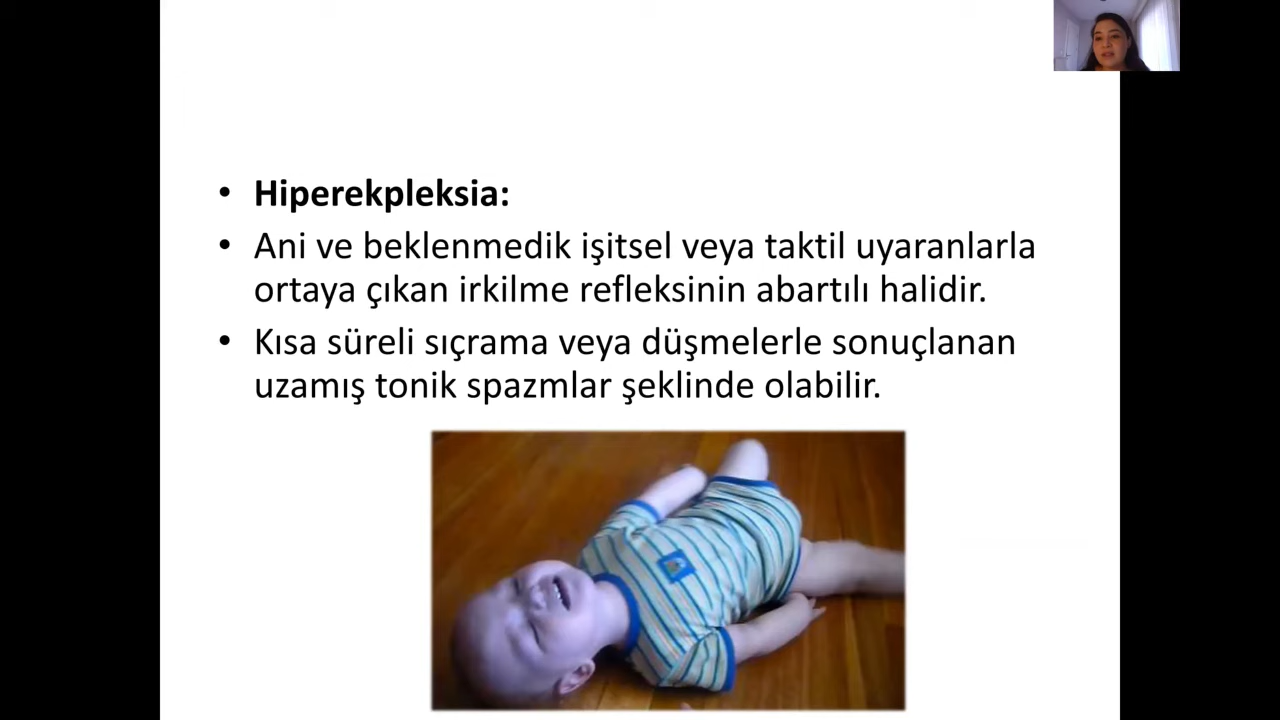 • Hiperekpleksia:
• Ani ve beklenmedik işitsel veya taktil uyaranlarla
ortaya çıkan irkilme refleksinin abartılı halidir.
• Kısa süreli sıçrama veya düşmelerle sonuçlanan
uzamış tonik spazmlar şeklinde olabilir.